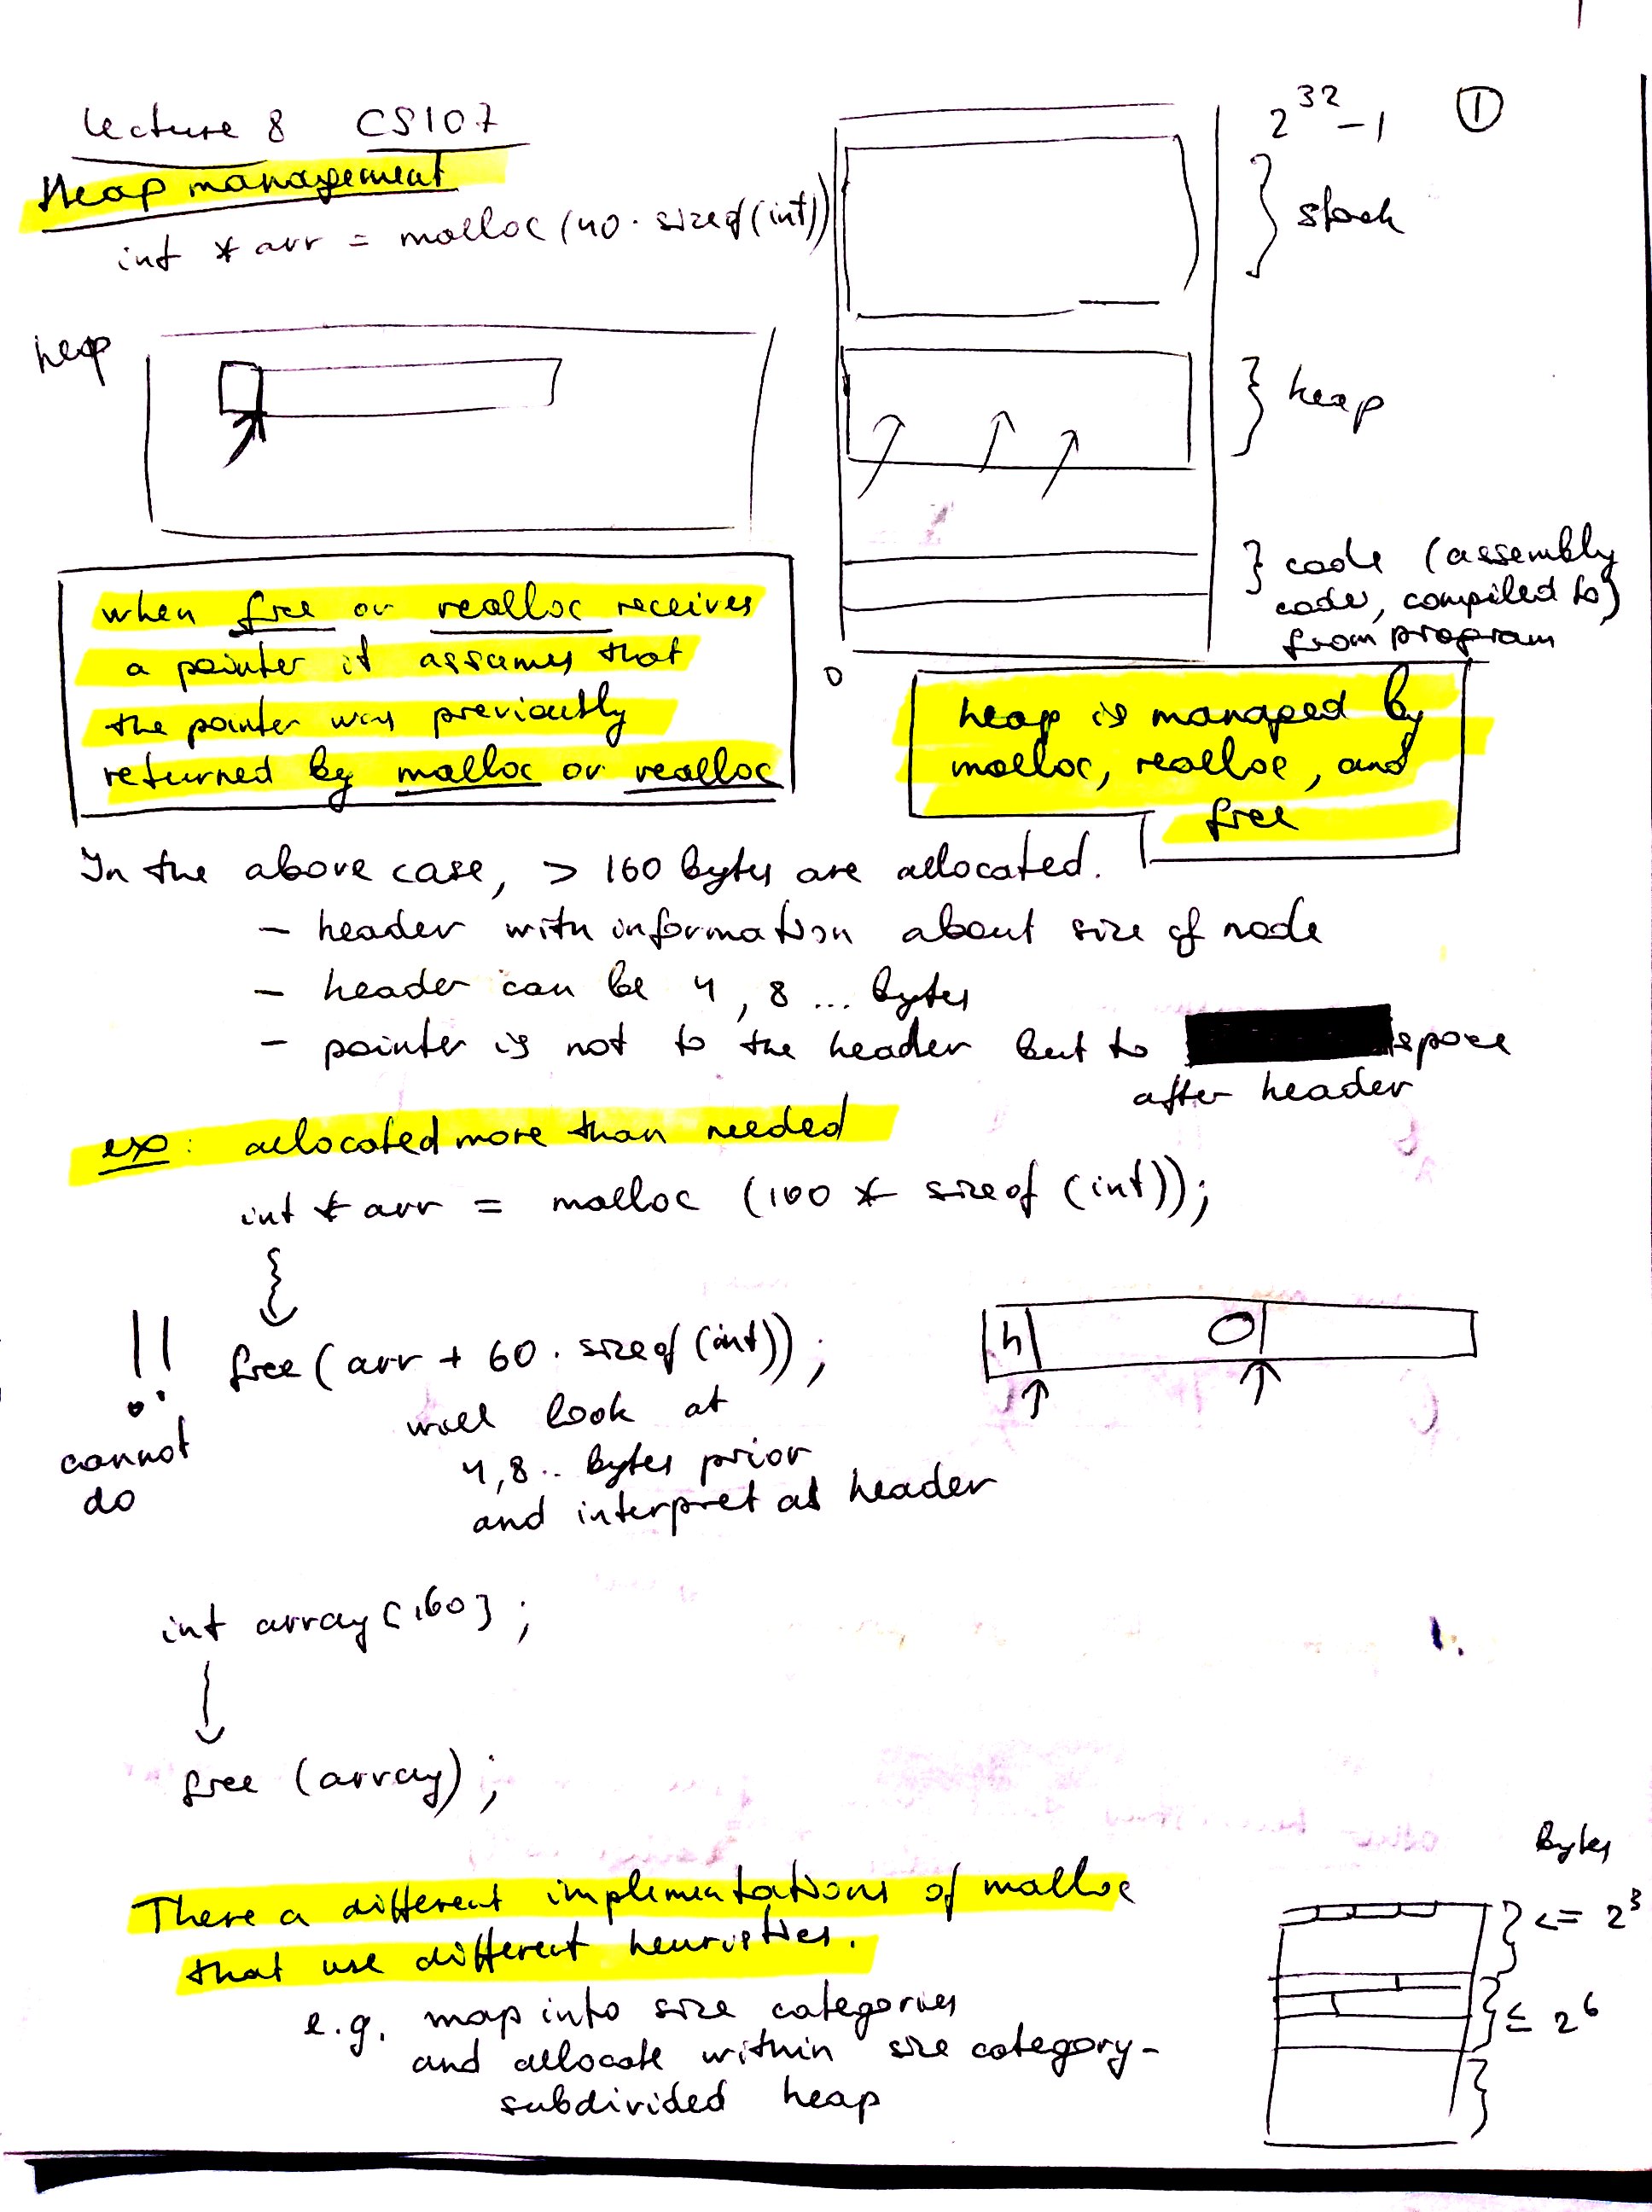 Lecture 8 CS107
Heap management
int * arr = malloc (40 · sizeof (int))
2^32 - 1
1
stack
heap
heap
code (assembly
code, compiled to)
from program
0
when free or realloc receives
a pointer it assumes that
the pointer was previously
returned by malloc or realloc
heap is managed by
malloc, realloc, and
free
In the above case, > 160 bytes are allocated.
- header with information about size of node
- header can be 4, 8 ... bytes
- pointer is not to the header but to space
after header
ex: allocated more than needed
int * arr = malloc (100 * sizeof (int));
!! free (arr + 60 · sizeof (int));
h
cannot
do
will look at
4, 8 .. bytes prior
and interpret as header
int array [160];
free (array);
Bytes
There a different implementations of malloc
that use different heuristics.
<= 2^3
e.g. map into size categories
and allocate within size category -
subdivided heap
≤ 2^6